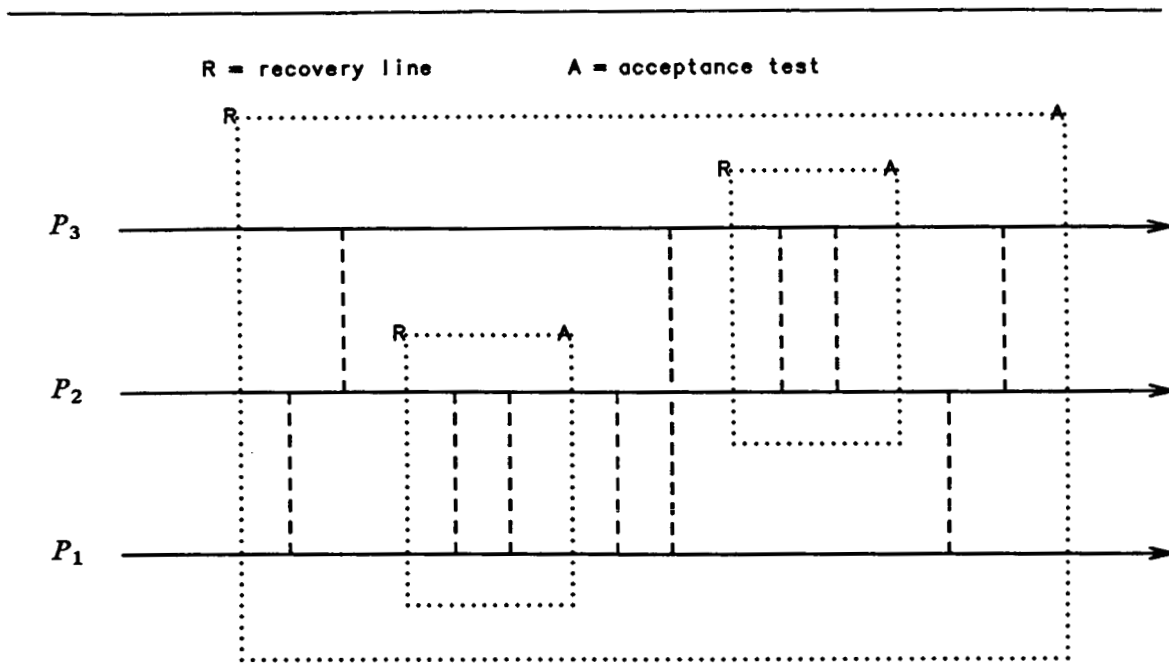 R = recovery line A = acceptance test
R A
R A
P3
R A
P2
P1